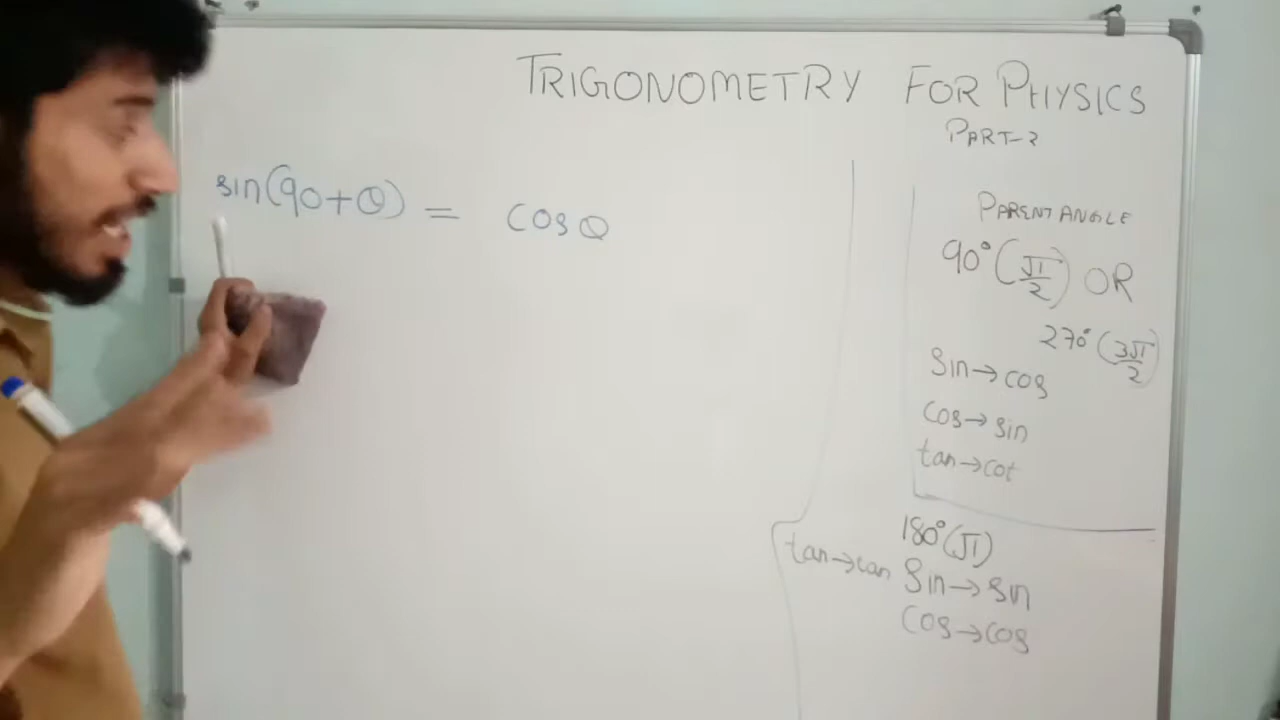 TRIGONOMETRY FOR PHYSICS
PART-2
sin(90+θ) = cosθ
PARENT ANGLE
90°(π/2) OR
270°(3π/2)
Sin→cos
Cos→sin
tan→cot
180°(π)
tan→tan Sin→sin
Cos→cos